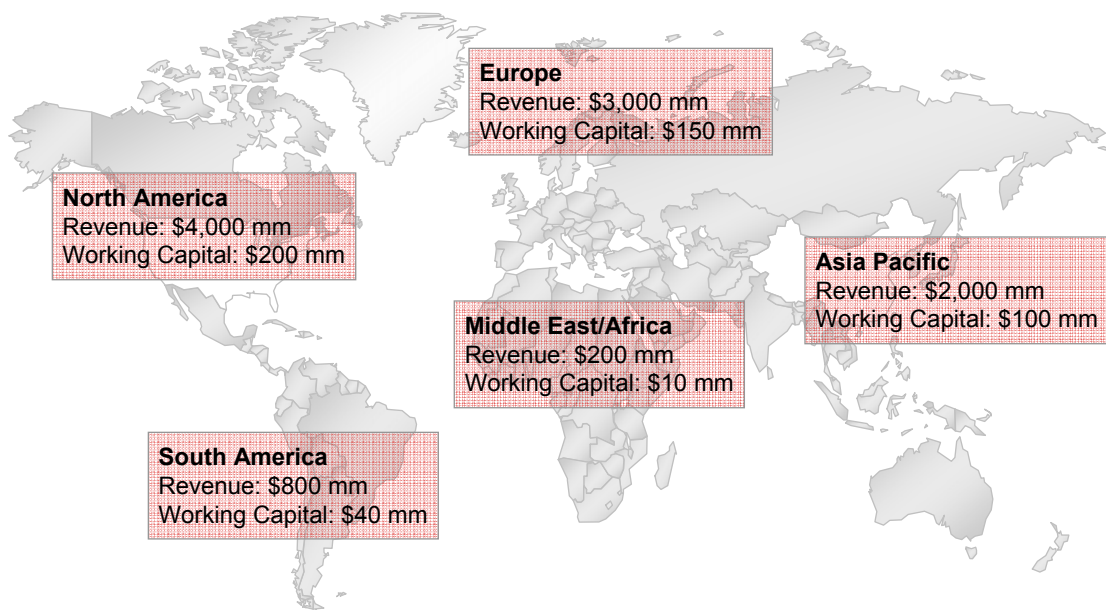 Europe
Revenue: $3,000 mm
Working Capital: $150 mm
North America
Revenue: $4,000 mm
Working Capital: $200 mm
Asia Pacific
Revenue: $2,000 mm
Working Capital: $100 mm
Middle East/Africa
Revenue: $200 mm
Working Capital: $10 mm
South America
Revenue: $800 mm
Working Capital: $40 mm